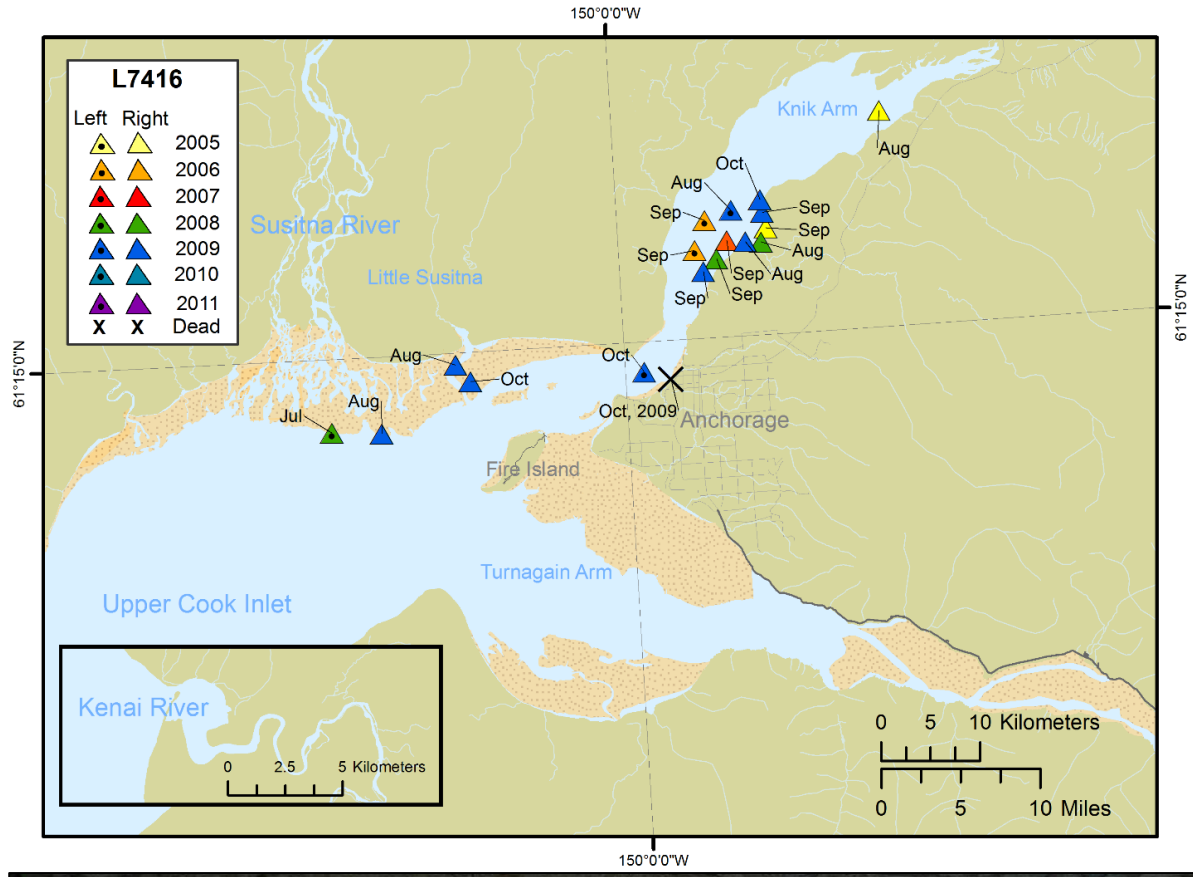 150°0'0"W
L7416
Left Right
2005
2006
2007
2008
2009
2010
2011
X X Dead
Knik Arm
Aug
Oct
Aug
Sep
Sep
Sep
Aug
Sep
Sep
Aug
Sep
Sep
Susitna River
Little Susitna
61°15'0"N
61°15'0"N
Aug
Oct
Oct
Oct, 2009
Anchorage
Jul
Aug
Fire Island
Turnagain Arm
Upper Cook Inlet
Kenai River
0 2.5 5 Kilometers
0 5 10 Kilometers
0 5 10 Miles
150°0'0"W